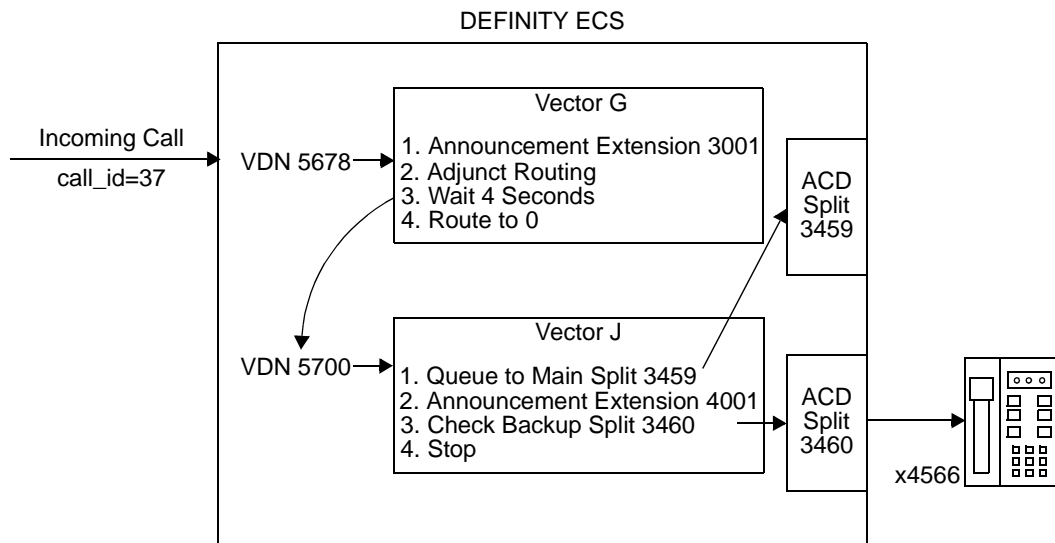 DEFINITY ECS
Incoming Call
call_id=37
VDN 5678
Vector G
1. Announcement Extension 3001
2. Adjunct Routing
3. Wait 4 Seconds
4. Route to 0
ACD
Split
3459
VDN 5700
Vector J
1. Queue to Main Split 3459
2. Announcement Extension 4001
3. Check Backup Split 3460
4. Stop
ACD
Split
3460
x4566